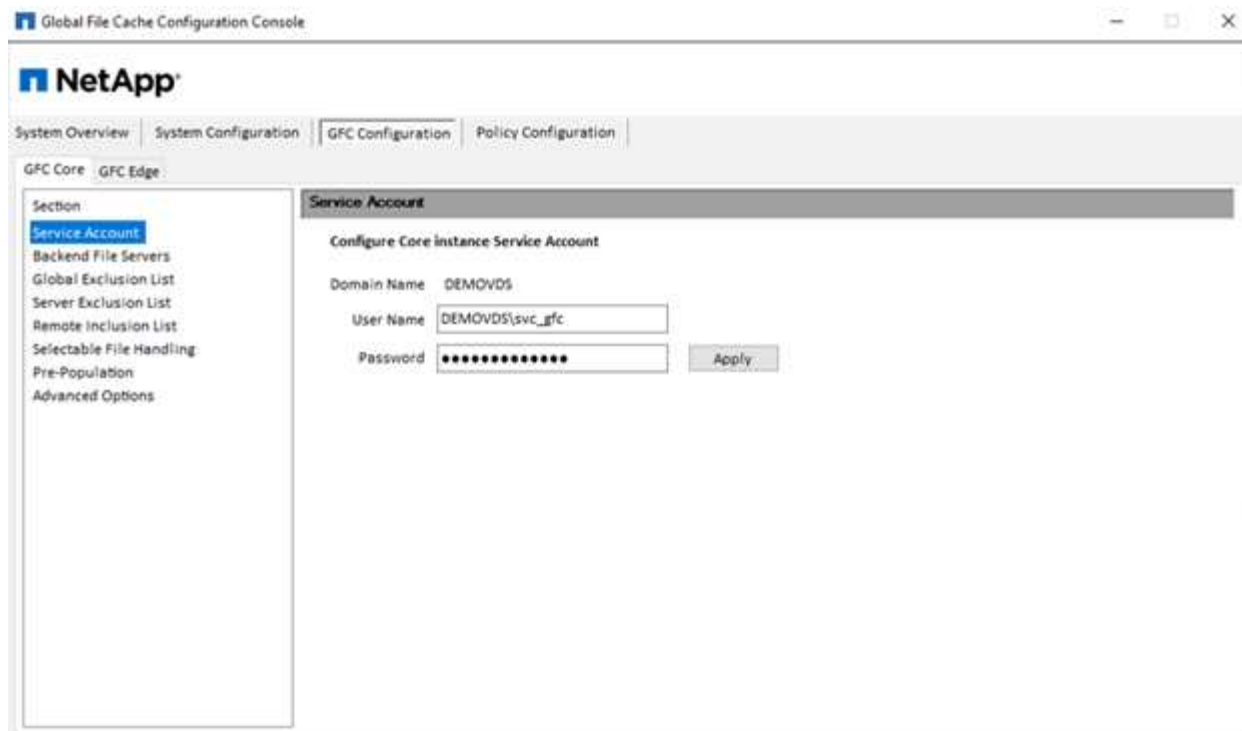 Global File Cache Configuration Console
NetApp
System Overview System Configuration GFC Configuration Policy Configuration
GFC Core GFC Edge
Section
Service Account
Backend File Servers
Global Exclusion List
Server Exclusion List
Remote Inclusion List
Selectable File Handling
Pre-Population
Advanced Options
Service Account
Configure Core instance Service Account
Domain Name DEMOVDS
User Name DEMOVDS\svc_gfc
Password ●●●●●●●●●●●●● Apply